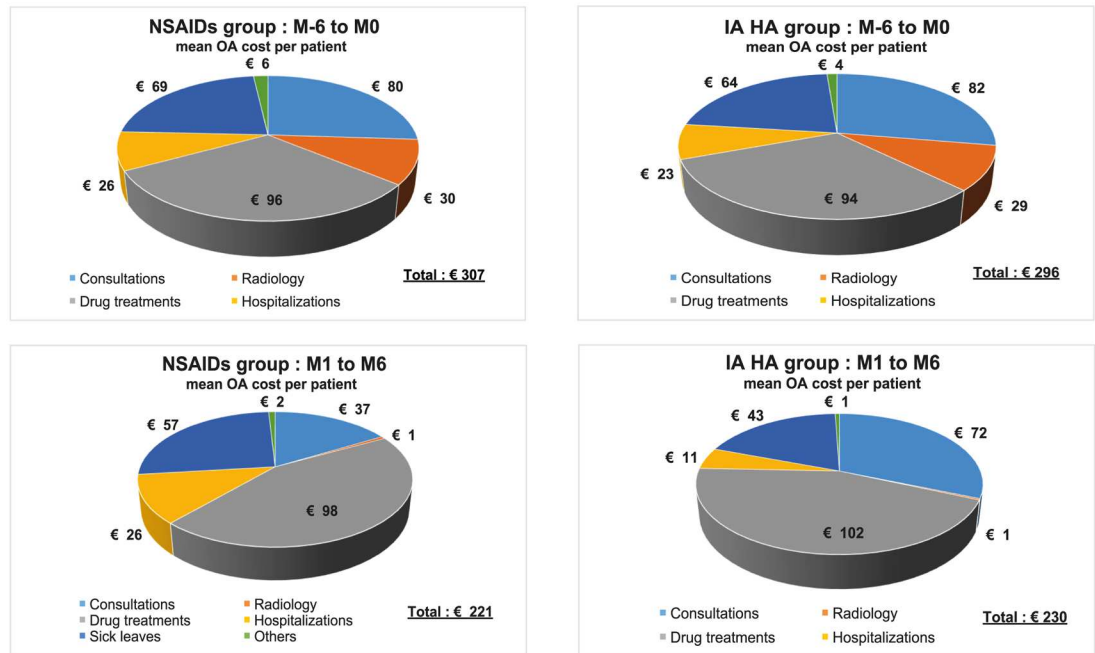 NSAIDs group : M-6 to M0
mean OA cost per patient
€ 6
€ 69
€ 80
€ 26
€ 96
€ 30
Consultations
Radiology
Drug treatments
Hospitalizations
Total : € 307
IA HA group : M-6 to M0
mean OA cost per patient
€ 4
€ 64
€ 82
€ 23
€ 94
€ 29
Consultations
Radiology
Drug treatments
Hospitalizations
Total : € 296
NSAIDs group : M1 to M6
mean OA cost per patient
€ 2
€ 37
€ 57
€ 1
€ 98
€ 26
Consultations
Radiology
Drug treatments
Hospitalizations
Sick leaves
Others
Total : € 221
IA HA group : M1 to M6
mean OA cost per patient
€ 1
€ 43
€ 72
€ 11
€ 102
€ 1
Consultations
Radiology
Drug treatments
Hospitalizations
Total : € 230